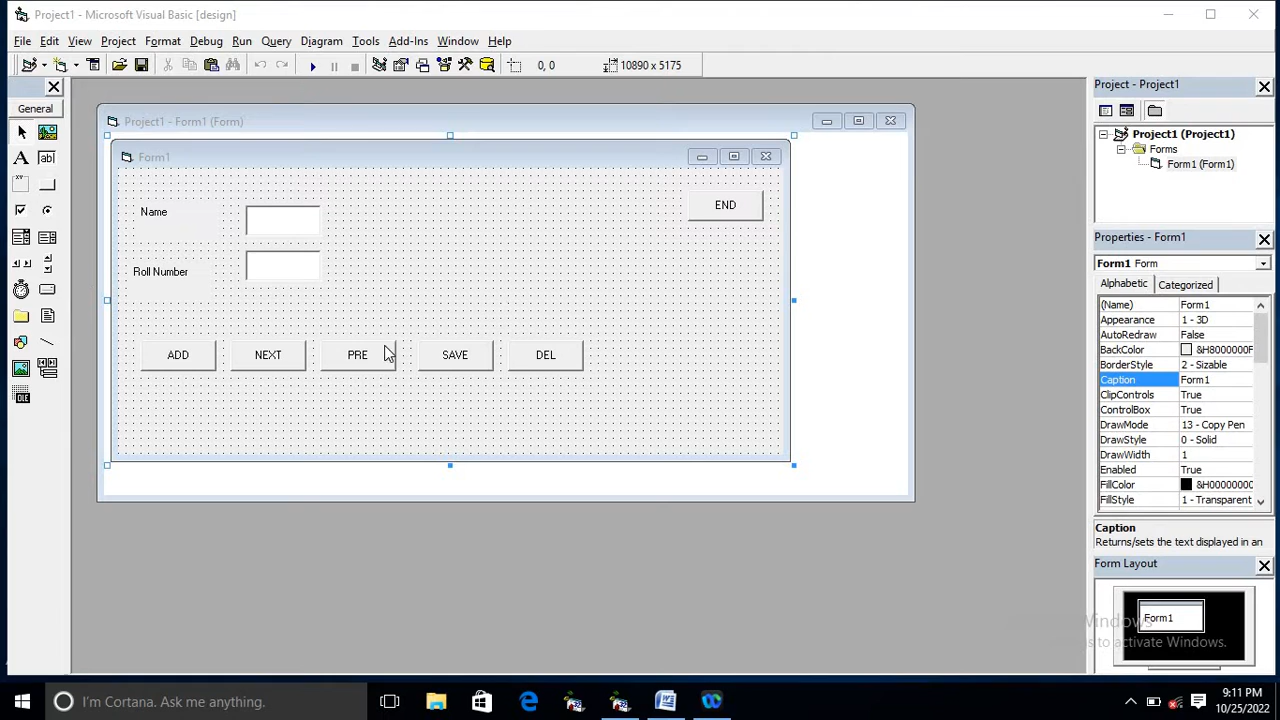 Project1 - Microsoft Visual Basic [design]
File Edit View Project Format Debug Run Query Diagram Tools Add-Ins Window Help
0, 0 10890 x 5175
General
Project1 - Form1 (Form)
Form1
Name
END
Roll Number
ADD NEXT PRE SAVE DEL
Project - Project1
Project1 (Project1)
Forms
Form1 (Form1)
Properties - Form1
Form1 Form
Alphabetic Categorized
(Name) Form1
Appearance 1 - 3D
AutoRedraw False
BackColor &H8000000F
BorderStyle 2 - Sizable
Caption Form1
ClipControls True
ControlBox True
DrawMode 13 - Copy Pen
DrawStyle 0 - Solid
DrawWidth 1
Enabled True
FillColor &H00000000
FillStyle 1 - Transparent
Caption
Returns/sets the text displayed in an
Form Layout
Form1
Windows
to activate Windows.
I'm Cortana. Ask me anything.
9:11 PM
10/25/2022